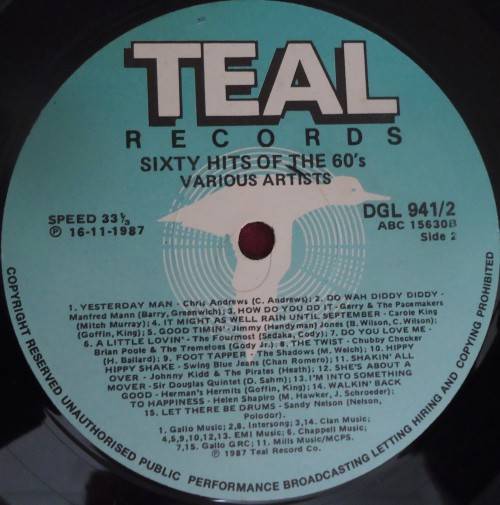 TEAL
RECORDS
SIXTY HITS OF THE 60's
VARIOUS ARTISTS
SPEED 33⅓
Ⓟ 16-11-1987
DGL 941/2
ABC 15630B
Side 2
1. YESTERDAY MAN - Chris Andrews (C. Andrews); 2. DO WAH DIDDY DIDDY -
Manfred Mann (Barry, Greenwich); 3. HOW DO YOU DO IT - Gerry & The Pacemakers
(Mitch Murray); 4. IT MIGHT AS WELL RAIN UNTIL SEPTEMBER - Carole King
(Goffin, King); 5. GOOD TIMIN' - Jimmy (Handyman) Jones (B. Wilson, C. Wilson);
6. A LITTLE LOVIN' - The Fourmost (Sedaka, Cody); 7. DO YOU LOVE ME -
Brian Poole & The Tremeloes (Gody Jr.); 8. THE TWIST - Chubby Checker
(H. Ballard); 9. FOOT TAPPER - The Shadows (M. Welsh); 10. HIPPY
HIPPY SHAKE - Swing Blue Jeans (Chan Romero); 11. SHAKIN' ALL
OVER - Johnny Kidd & The Pirates (Heath); 12. SHE'S ABOUT A
MOVER - Sir Douglas Quintet (D. Sahm); 13. I'M INTO SOMETHING
GOOD - Herman's Hermits (Goffin, King); 14. WALKIN' BACK
TO HAPPINESS - Helen Shapiro (M. Hawker, J. Schroeder);
15. LET THERE BE DRUMS - Sandy Nelson (Nelson,
Polodor).
1. Gallo Music; 2,8. Intersong; 3,14. Clan Music;
4,5,9,10,12,13. EMI Music; 6. Chappell Music;
7,15. Gallo GRC; 11. Mills Music/MCPS.
Ⓟ 1987 Teal Record Co.
COPYRIGHT RESERVED UNAUTHORISED PUBLIC PERFORMANCE BROADCASTING LETTING HIRING AND COPYING PROHIBITED